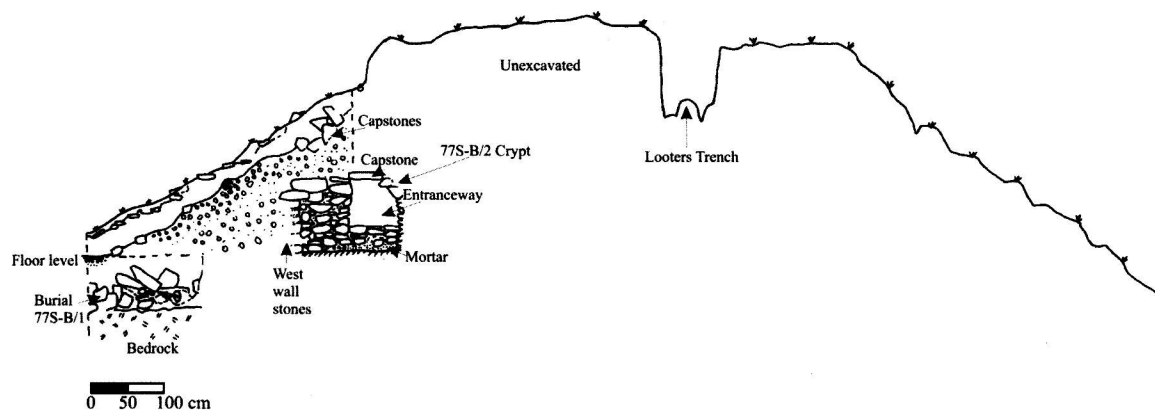 Unexcavated
Capstones
77S-B/2 Crypt
Capstone
Looters Trench
Entranceway
Floor level
Mortar
West
wall
stones
Burial
77S-B/1
Bedrock
0 50 100 cm